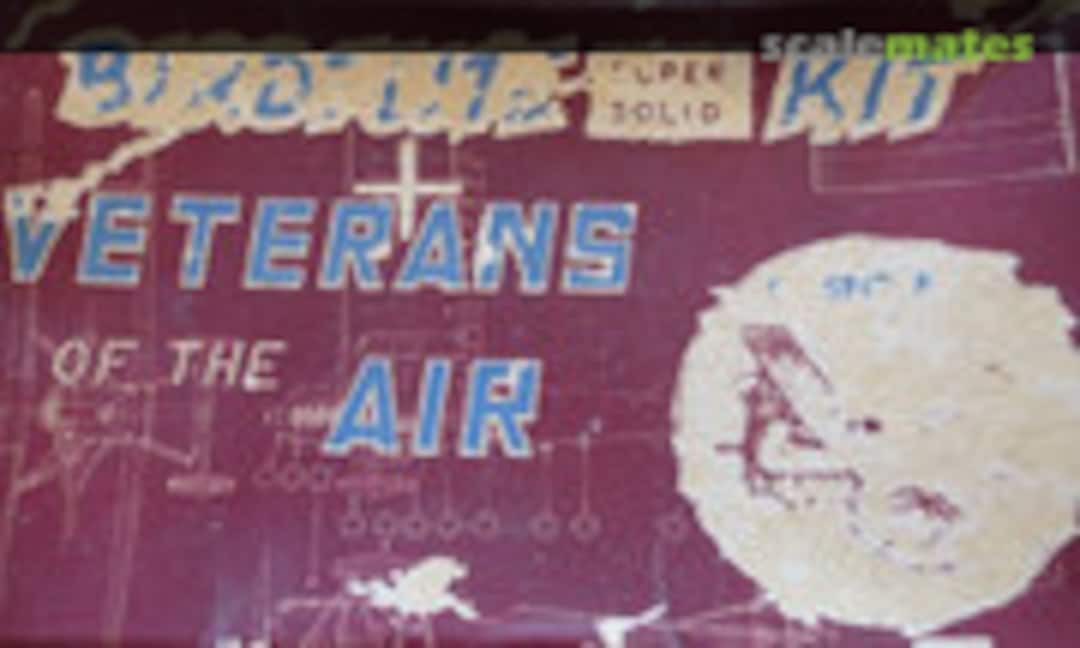 scalemates
SUPER
SOLID
KIT
VETERANS
OF THE
AIR